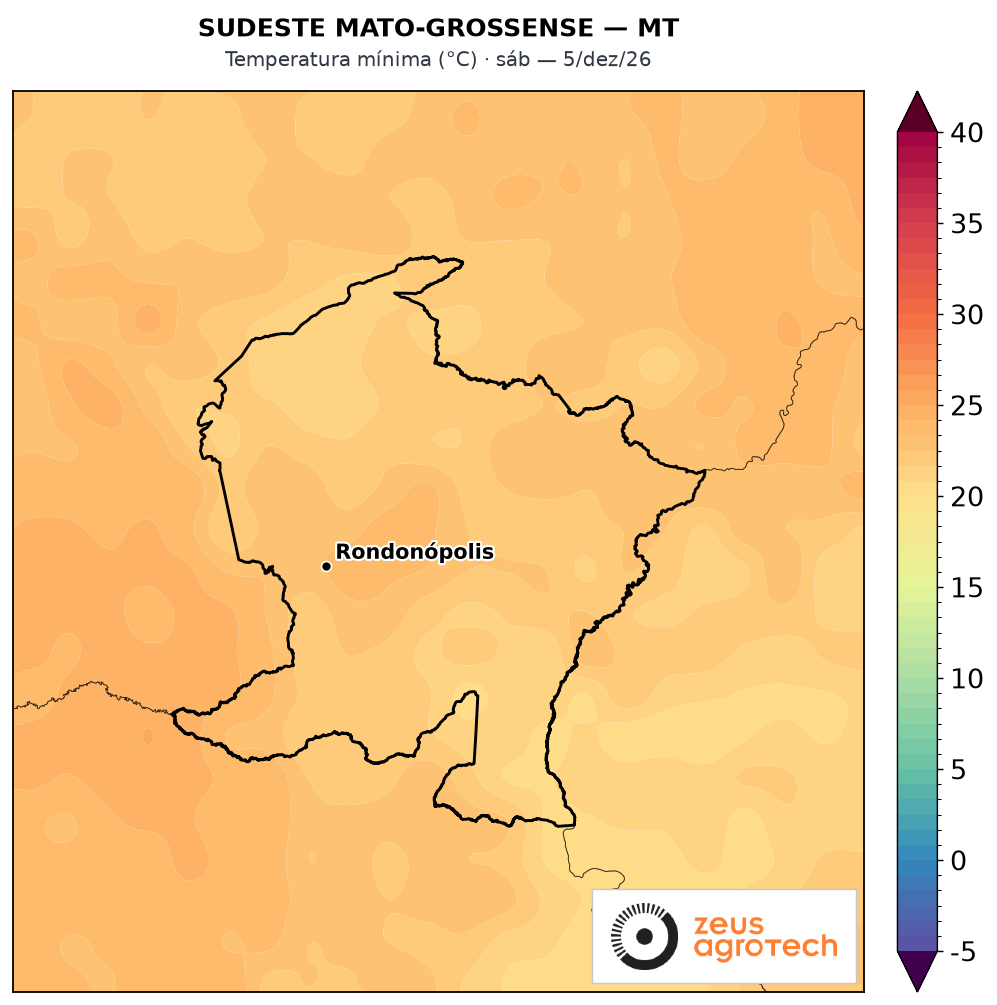 SUDESTE MATO-GROSSENSE — MT
Temperatura mínima (°C) · sáb — 5/dez/26
40
35
30
25
20
15
10
5
0
-5
Rondonópolis
zeus
agrotech